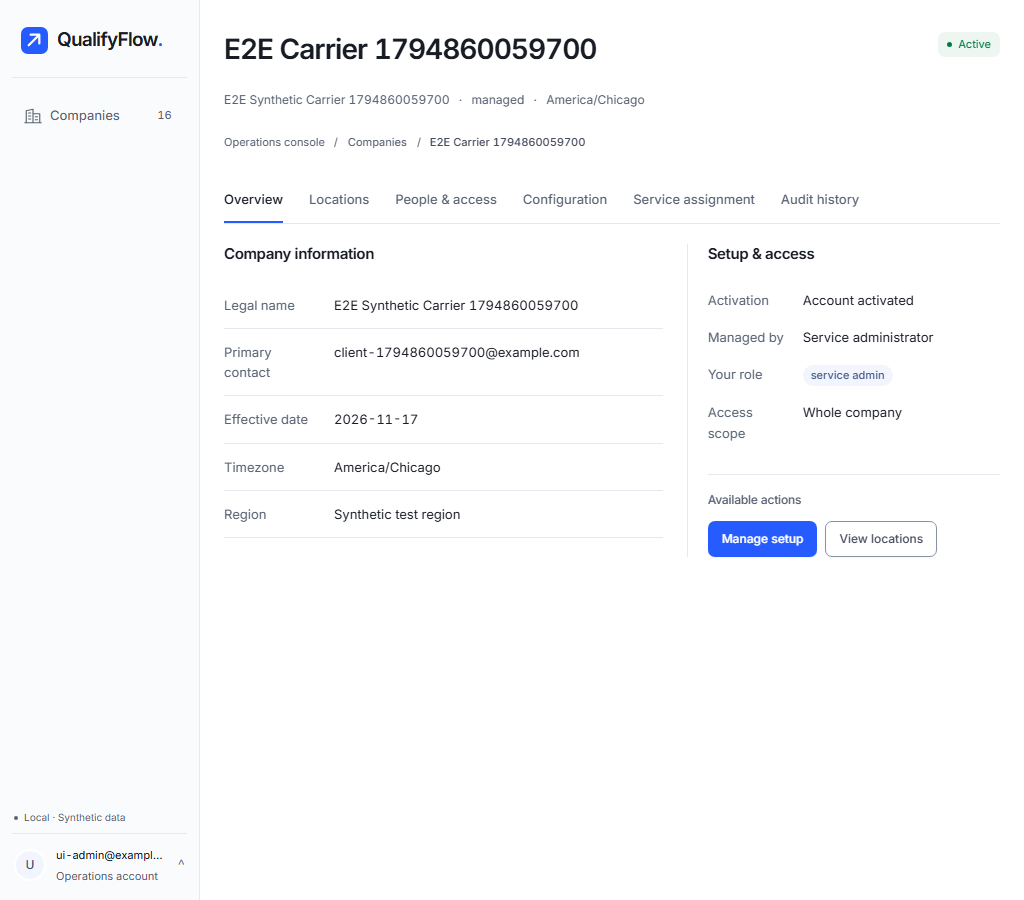 QualifyFlow.
Companies 16
Local · Synthetic data
U
ui-admin@exampl...
Operations account
^
E2E Carrier 1794860059700
Active
E2E Synthetic Carrier 1794860059700 · managed · America/Chicago
Operations console / Companies / E2E Carrier 1794860059700
Overview Locations People & access Configuration Service assignment Audit history
Company information
Legal name E2E Synthetic Carrier 1794860059700
Primary contact client-1794860059700@example.com
Effective date 2026-11-17
Timezone America/Chicago
Region Synthetic test region
Setup & access
Activation Account activated
Managed by Service administrator
Your role service admin
Access scope Whole company
Available actions
Manage setup View locations